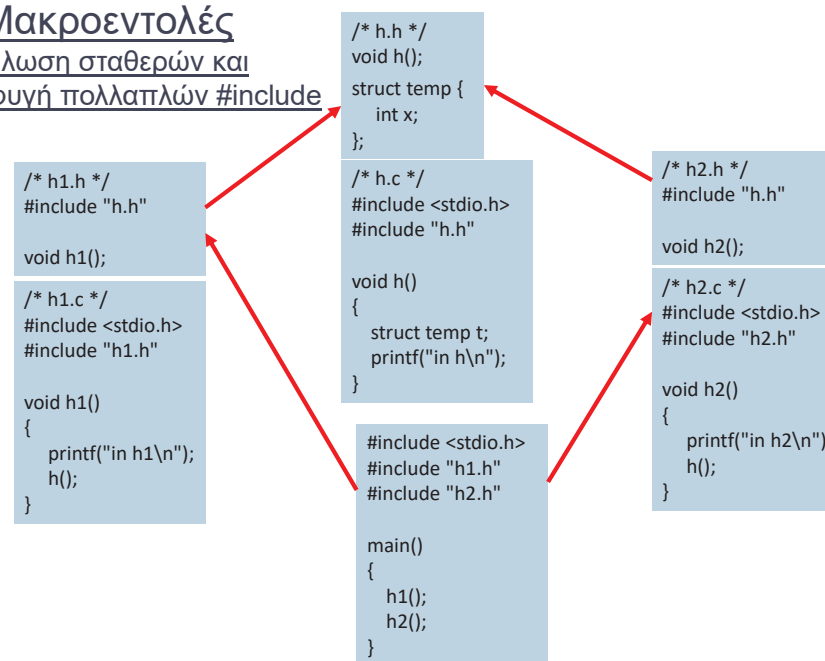 Μακροεντολές
λωση σταθερών και
υγή πολλαπλών #include
/* h.h */
void h();
struct temp {
int x;
};
/* h1.h */
#include "h.h"
void h1();
/* h1.c */
#include <stdio.h>
#include "h1.h"
void h1()
{
printf("in h1\n");
h();
}
/* h.c */
#include <stdio.h>
#include "h.h"
void h()
{
struct temp t;
printf("in h\n");
}
/* h2.h */
#include "h.h"
void h2();
/* h2.c */
#include <stdio.h>
#include "h2.h"
void h2()
{
printf("in h2\n")
h();
}
#include <stdio.h>
#include "h1.h"
#include "h2.h"
main()
{
h1();
h2();
}